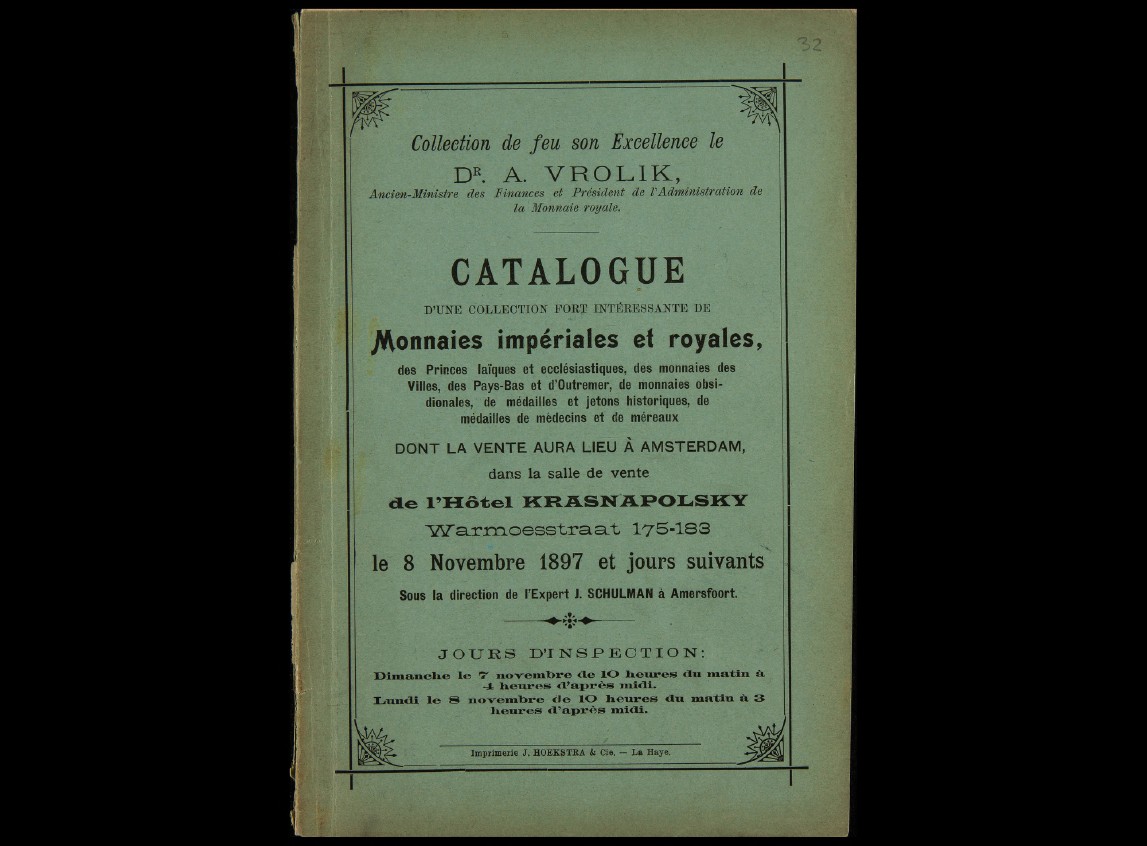 32
Collection de feu son Excellence le
DR. A. VROLIK,
Ancien-Ministre des Finances et Président de l'Administration de
la Monnaie royale.
CATALOGUE
D'UNE COLLECTION FORT INTÉRESSANTE DE
Monnaies impériales et royales,
des Princes laïques et ecclésiastiques, des monnaies des
Villes, des Pays-Bas et d'Outremer, de monnaies obsi-
dionales, de médailles et jetons historiques, de
médailles de médecins et de méreaux
DONT LA VENTE AURA LIEU À AMSTERDAM,
dans la salle de vente
de l'Hôtel KRASNAPOLSKY
Warmoesstraat 175-183
le 8 Novembre 1897 et jours suivants
Sous la direction de l'Expert J. SCHULMAN à Amersfoort.
JOURS D'INSPECTION:
Dimanche le 7 novembre de 10 heures du matin à
4 heures d'après midi.
Lundi le 8 novembre de 10 heures du matin à 3
heures d'après midi.
Imprimerie J. HOEKSTRA & Cie. — La Haye.